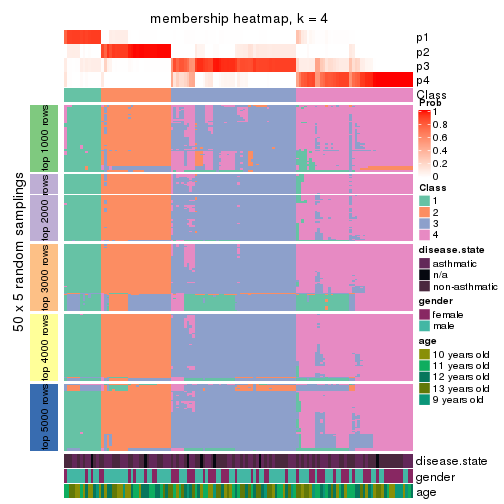 membership heatmap, k = 4
p1
p2
p3
p4
Class
50 x 5 random samplings
top 1000 rows
top 2000 rows
top 3000 rows
top 4000 rows
top 5000 rows
disease.state
gender
age
Prob
1
0.8
0.6
0.4
0.2
0
Class
1
2
3
4
disease.state
asthmatic
n/a
non-asthmatic
gender
female
male
age
10 years old
11 years old
12 years old
13 years old
9 years old